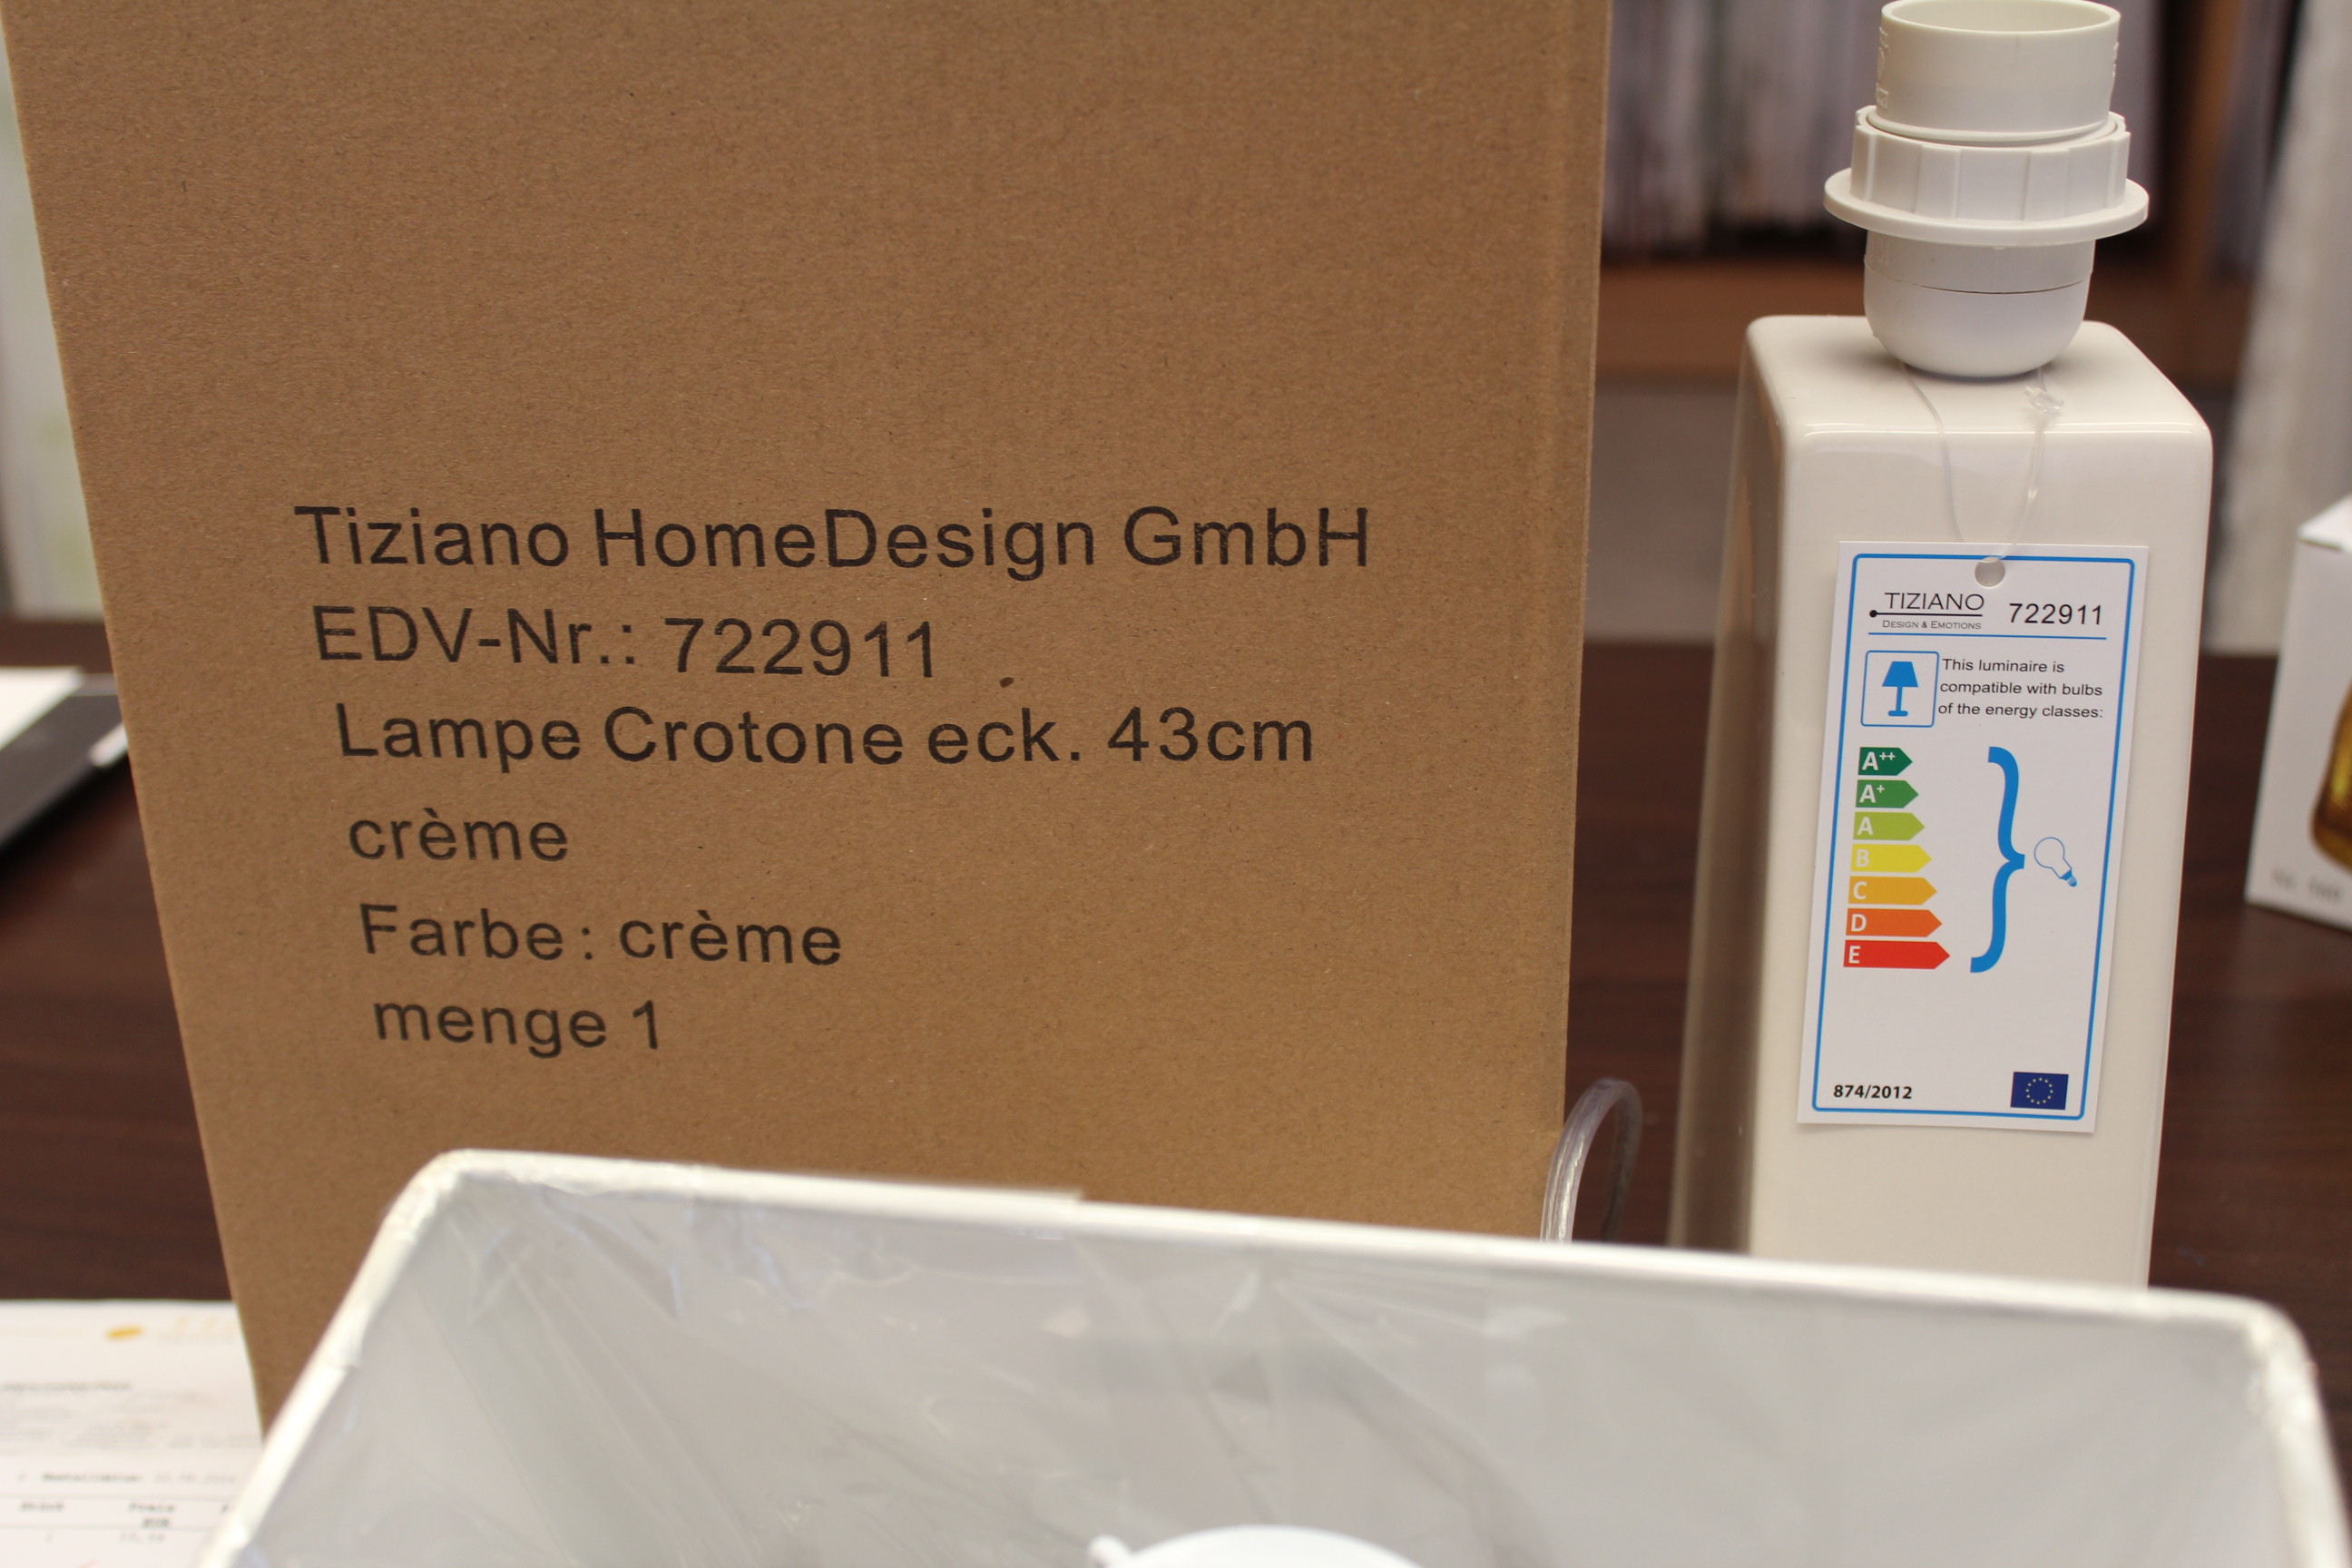 Tiziano HomeDesign GmbH
EDV-Nr.: 722911
Lampe Crotone eck. 43cm
crème
Farbe: crème
menge 1
TIZIANO 722911
DESIGN & EMOTIONS
This luminaire is
compatible with bulbs
of the energy classes:
A++
A+
A
B
C
D
E
874/2012